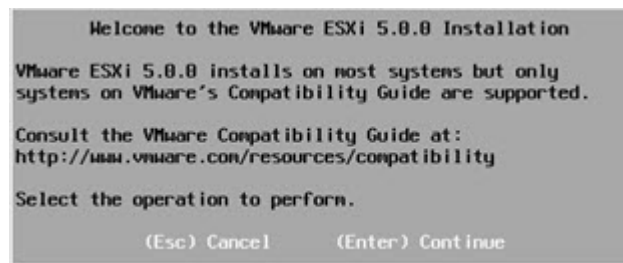 Welcome to the VMware ESXi 5.0.0 Installation
VMware ESXi 5.0.0 installs on most systems but only
systems on VMware's Compatibility Guide are supported.
Consult the VMware Compatibility Guide at:
http://www.vmware.com/resources/compatibility
Select the operation to perform.
(Esc) Cancel (Enter) Continue